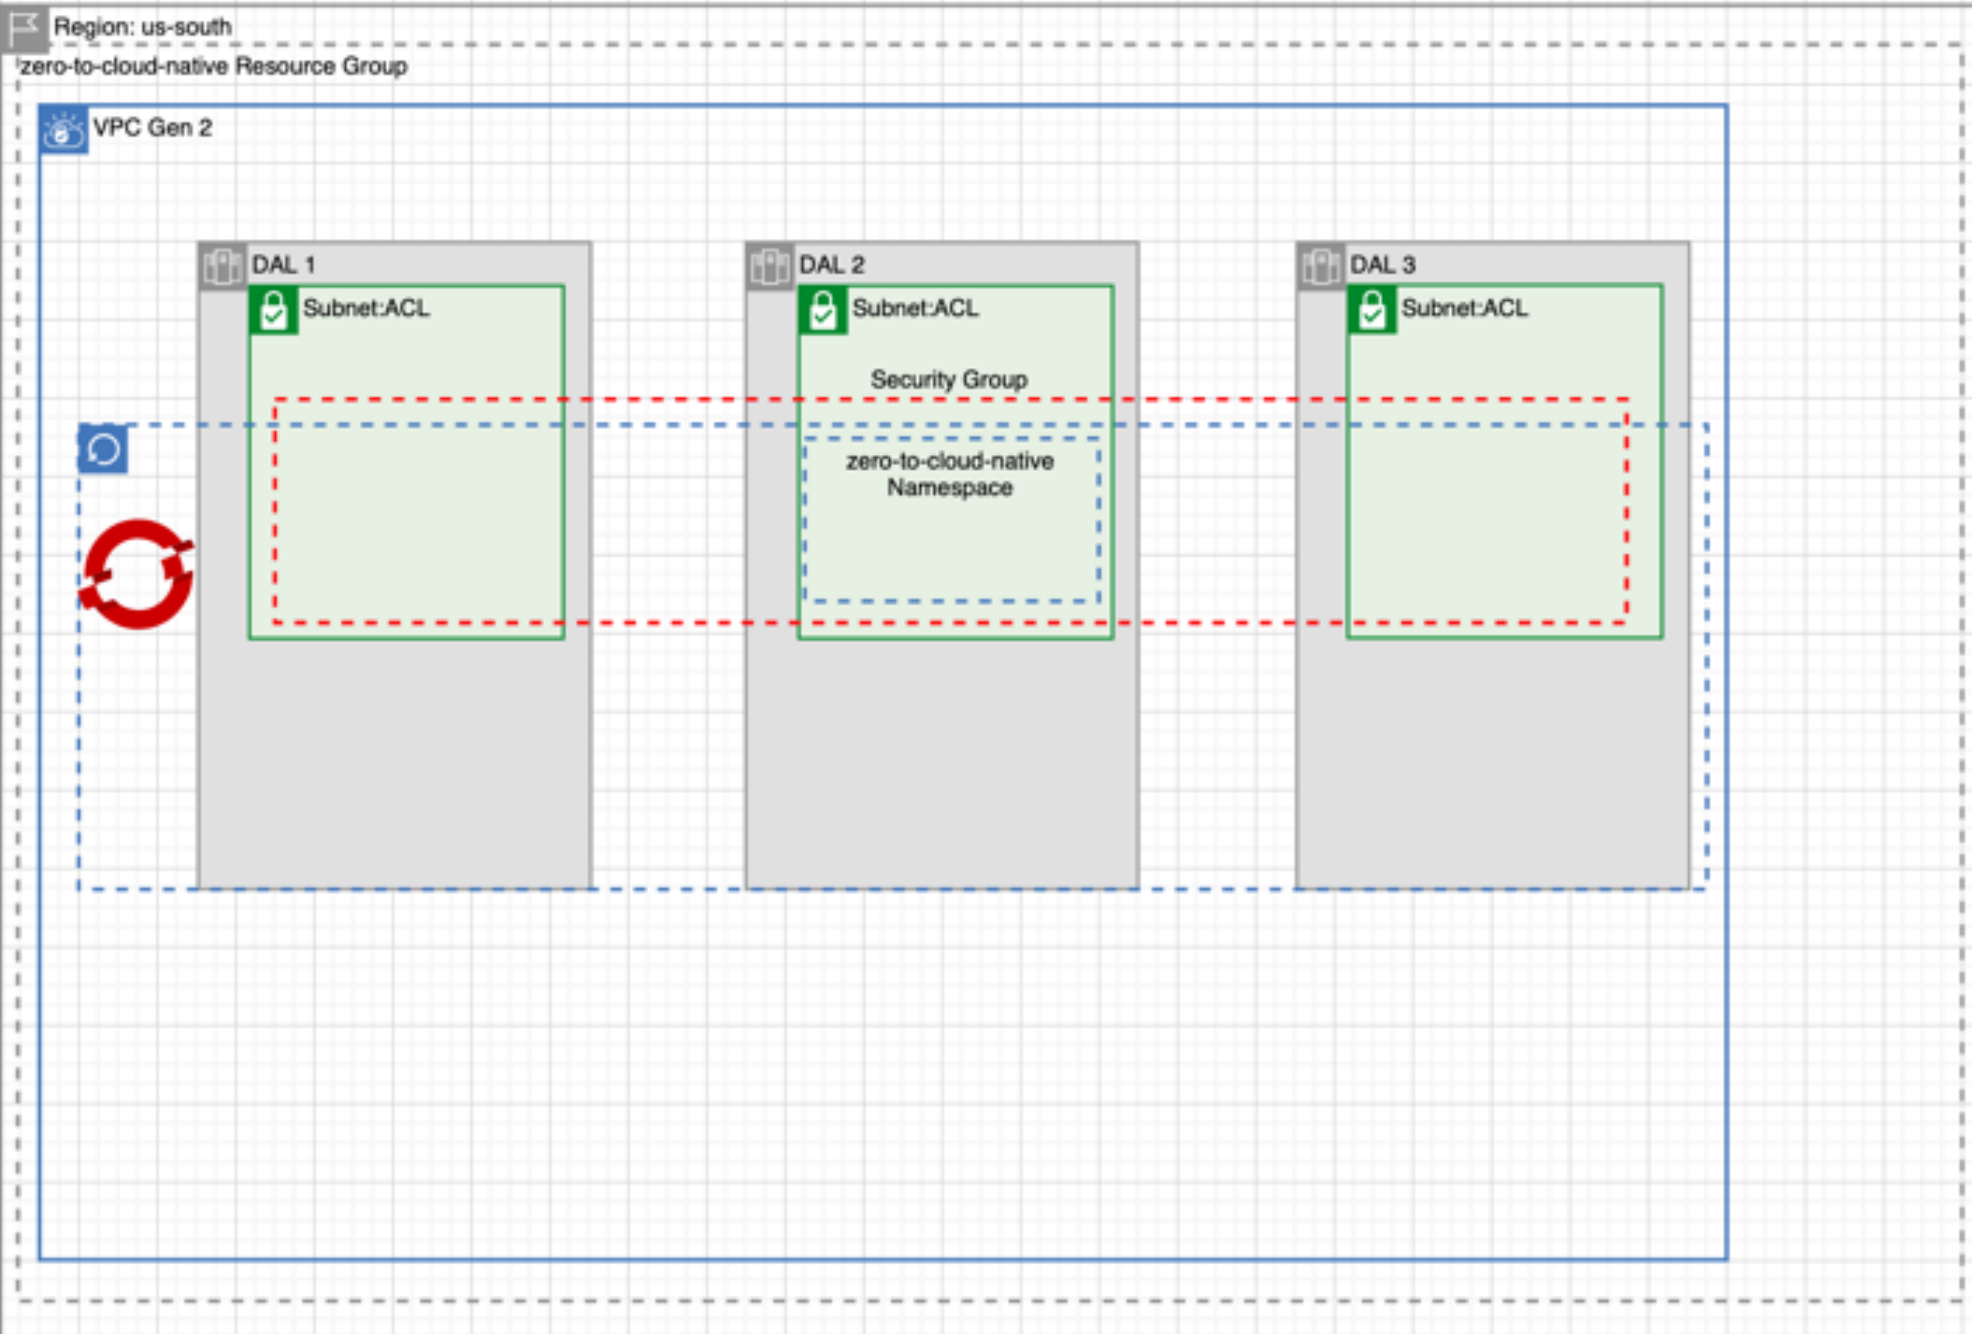 Region: us-south
zero-to-cloud-native Resource Group
VPC Gen 2
DAL 1
DAL 2
DAL 3
Subnet:ACL
Subnet:ACL
Subnet:ACL
Security Group
zero-to-cloud-native
Namespace